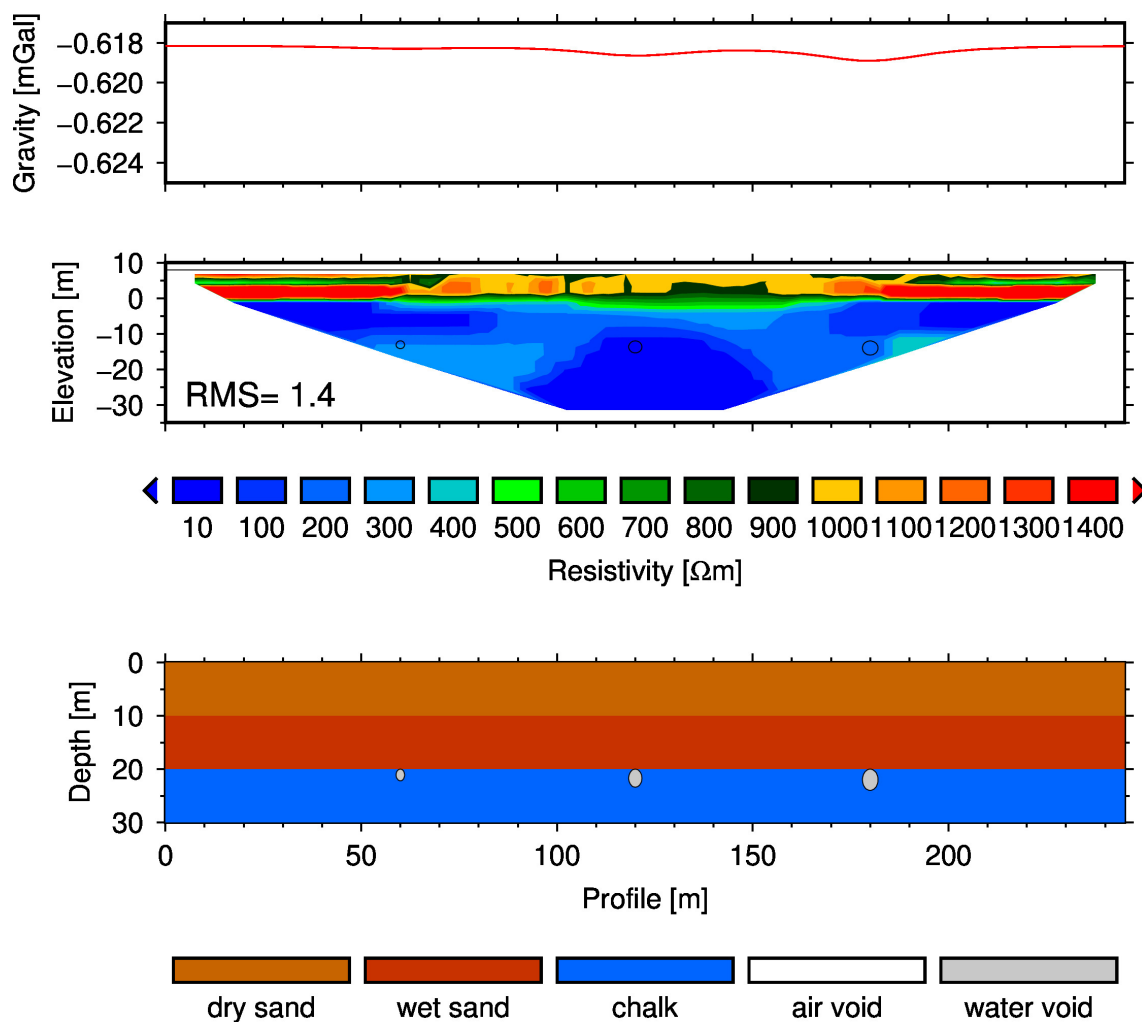 Gravity [mGal]
−0.618
−0.620
−0.622
−0.624
Elevation [m]
10
0
−10
−20
−30
RMS= 1.4
10 100 200 300 400 500 600 700 800 900 1000 1100 1200 1300 1400
Resistivity [Ωm]
Depth [m]
0
10
20
30
0 50 100 150 200
Profile [m]
dry sand wet sand chalk air void water void